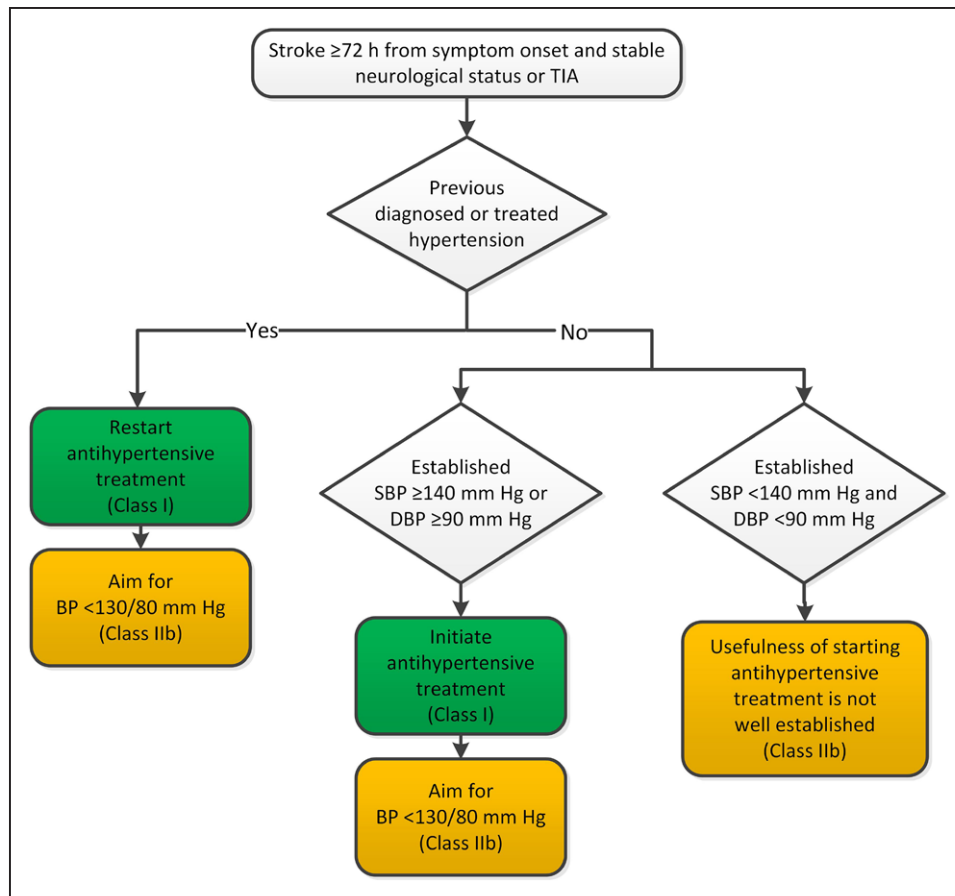 Stroke ≥72 h from symptom onset and stable
neurological status or TIA
Previous
diagnosed or treated
hypertension
Yes
No
Restart
antihypertensive
treatment
(Class I)
Aim for
BP <130/80 mm Hg
(Class IIb)
Established
SBP ≥140 mm Hg or
DBP ≥90 mm Hg
Initiate
antihypertensive
treatment
(Class I)
Aim for
BP <130/80 mm Hg
(Class IIb)
Established
SBP <140 mm Hg and
DBP <90 mm Hg
Usefulness of starting
antihypertensive
treatment is not
well established
(Class IIb)